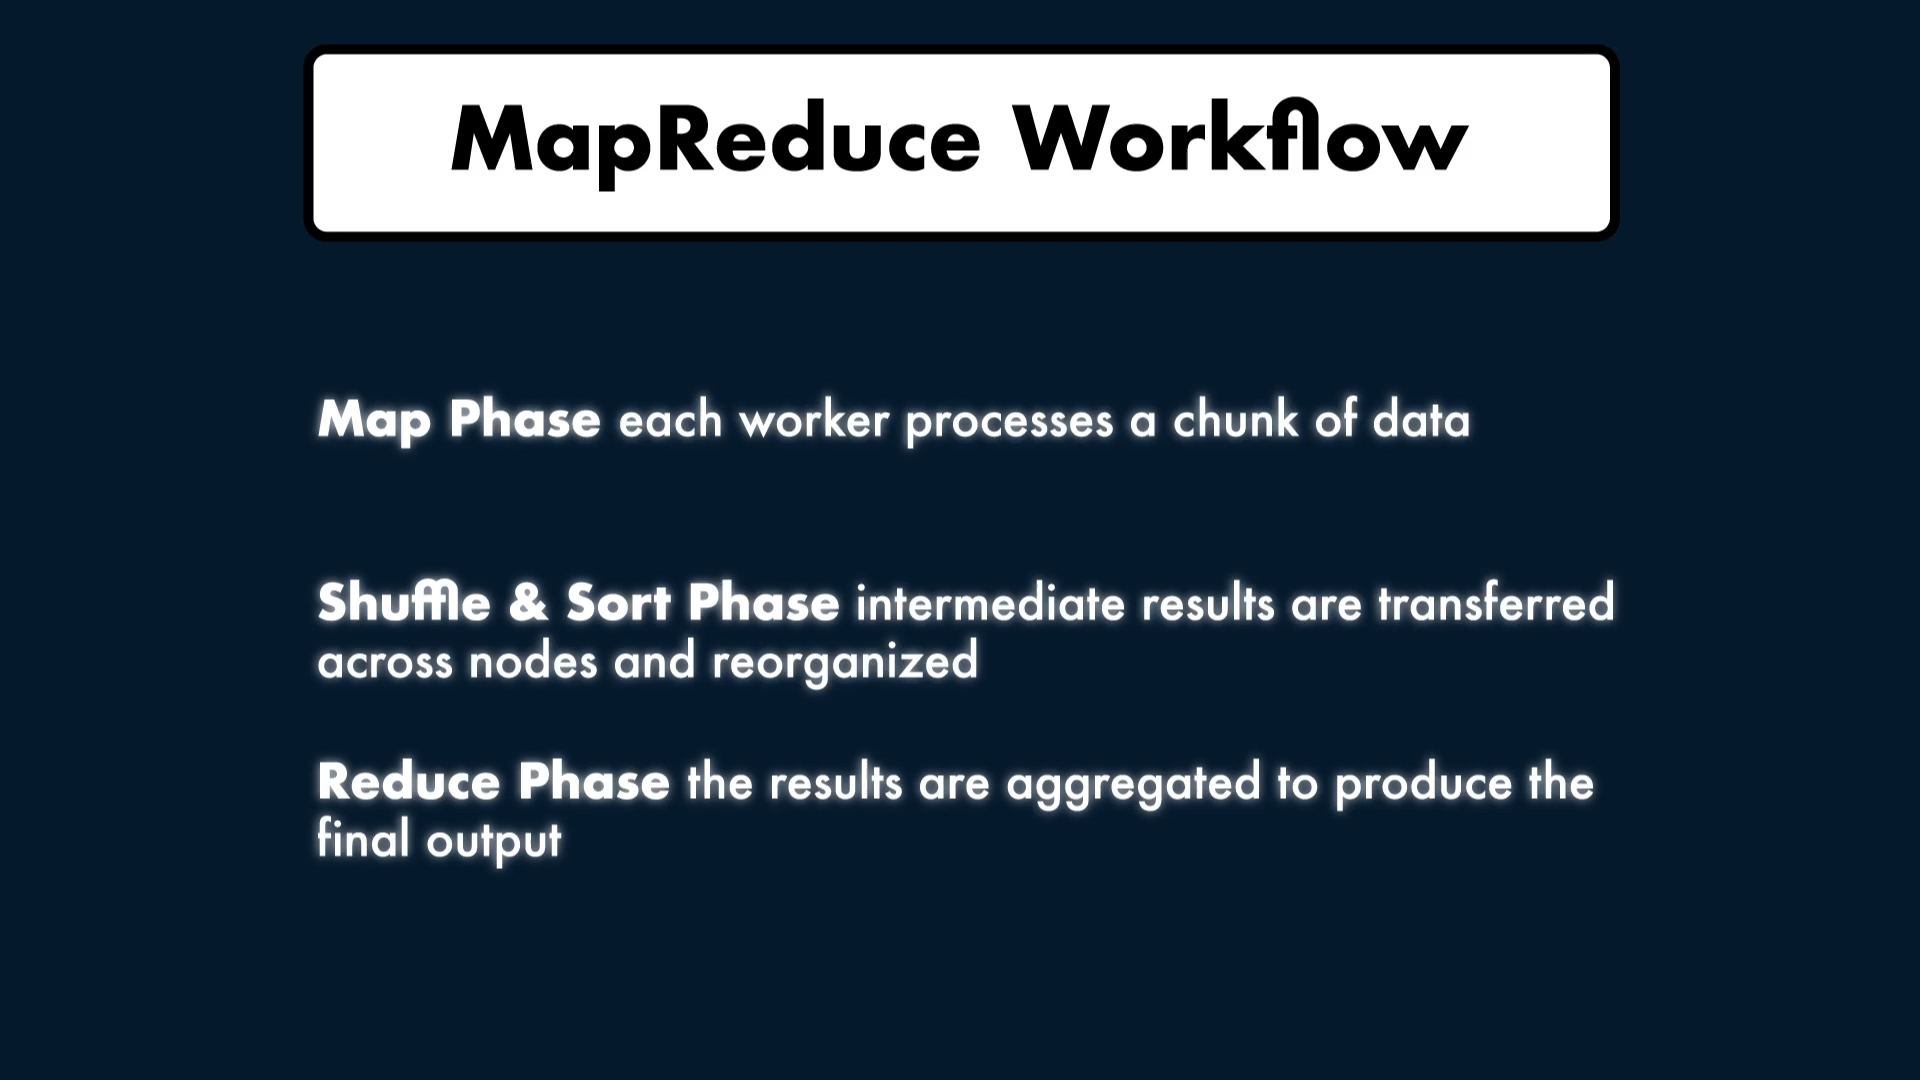 MapReduce Workflow
Map Phase each worker processes a chunk of data
Shuffle & Sort Phase intermediate results are transferred
across nodes and reorganized
Reduce Phase the results are aggregated to produce the
final output